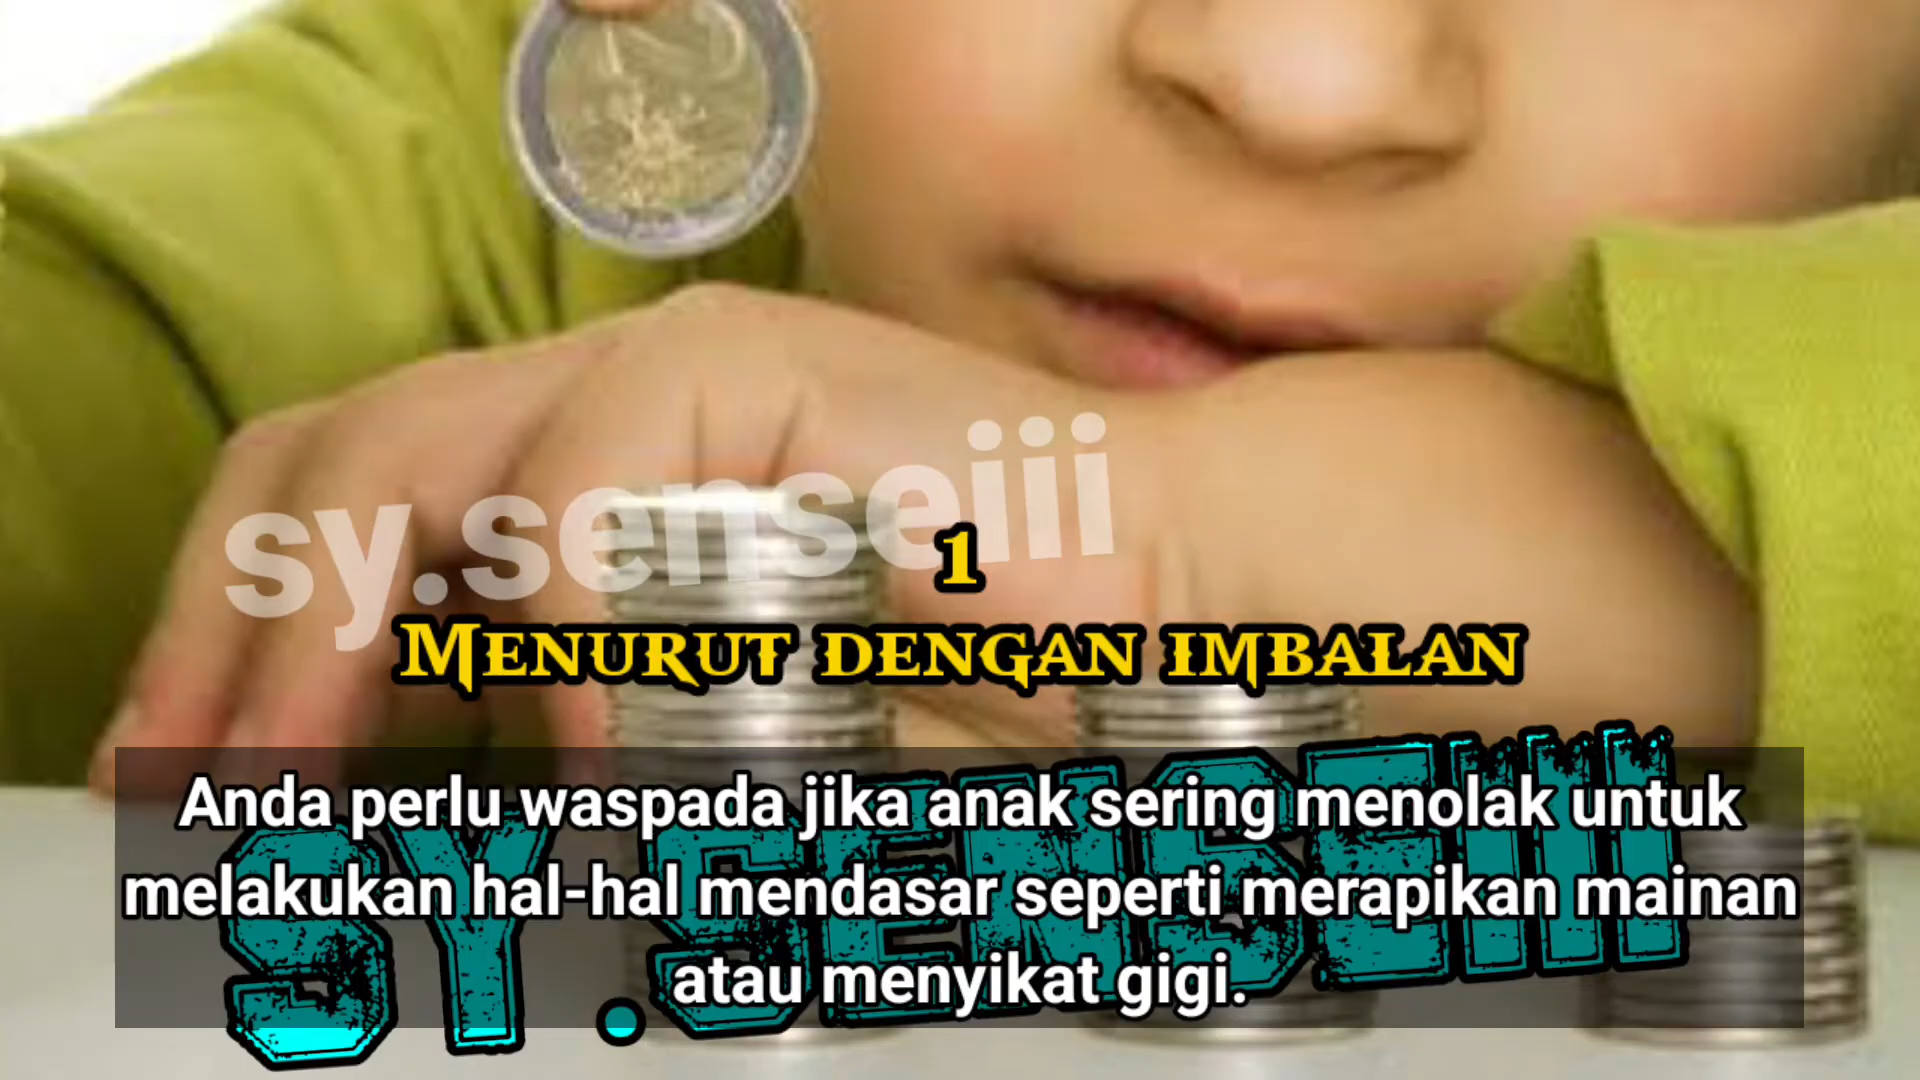 sy.senseiii
1
Menurut dengan imbalan
SY.SENSEIIII
Anda perlu waspada jika anak sering menolak untuk
melakukan hal-hal mendasar seperti merapikan mainan
atau menyikat gigi.